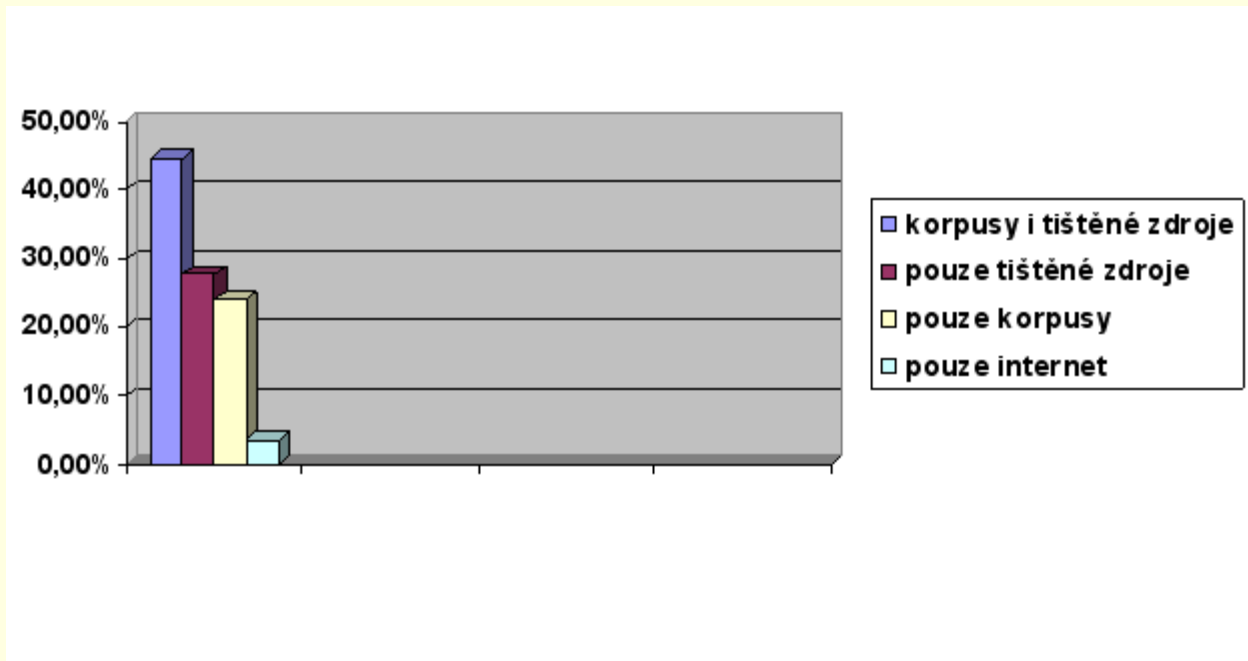 50,00%
40,00%
30,00%
20,00%
10,00%
0,00%
korpusy i tištěné zdroje
pouze tištěné zdroje
pouze korpusy
pouze internet